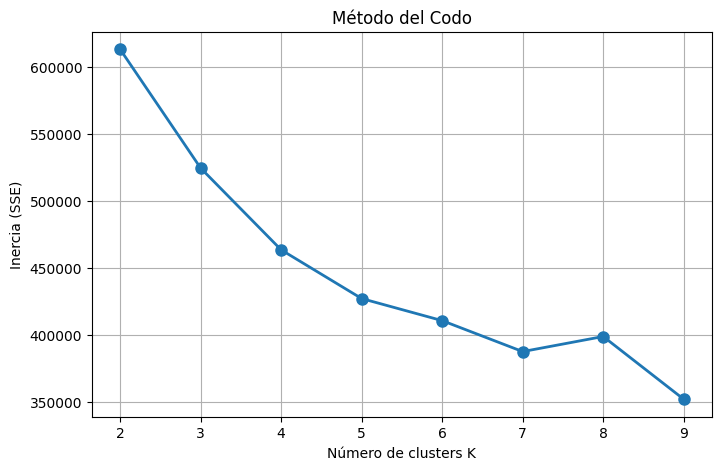 Método del Codo
600000
550000
500000
450000
400000
350000
Inercia (SSE)
2 3 4 5 6 7 8 9
Número de clusters K